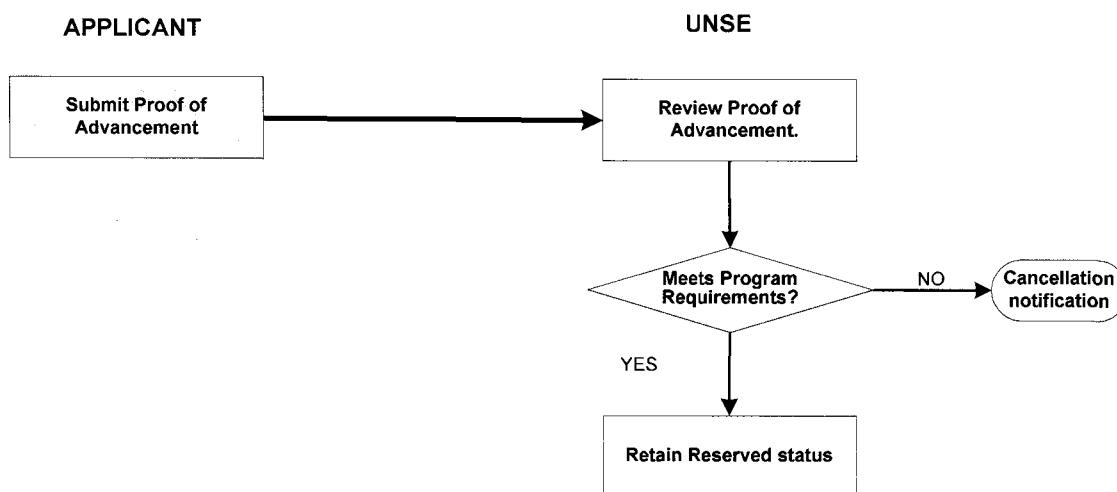 APPLICANT
UNSE
Submit Proof of
Advancement
Review Proof of
Advancement.
Meets Program
Requirements?
NO
Cancellation
notification
YES
Retain Reserved status